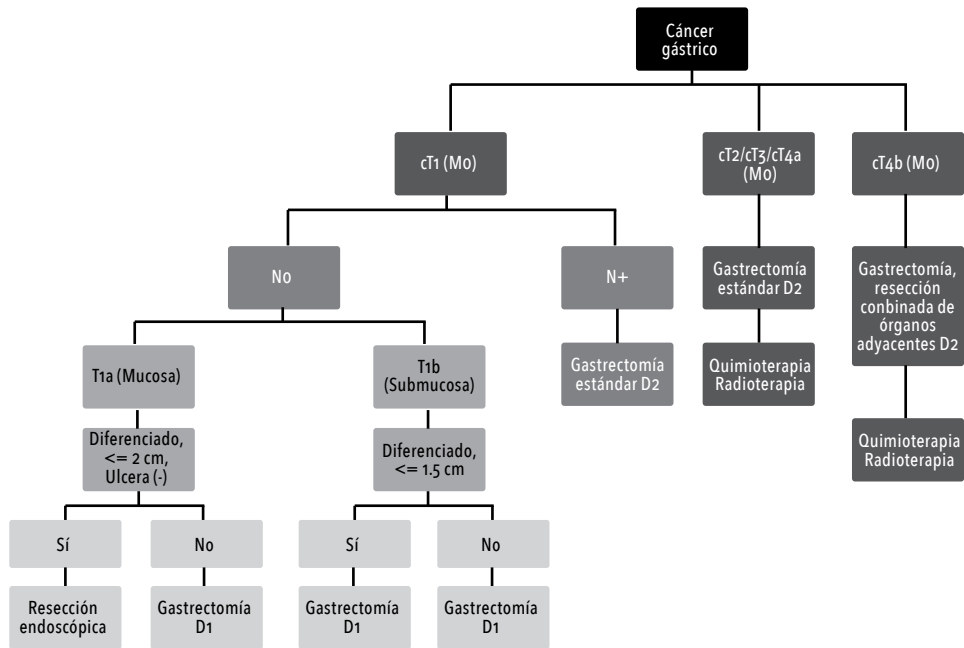 Cáncer
gástrico
cT1 (M0)
cT2/cT3/cT4a
(M0)
cT4b (M0)
N0
N+
Gastrectomía
estándar D2
Gastrectomía,
resección
conbinada de
órganos
adyacentes D2
T1a (Mucosa)
T1b
(Submucosa)
Gastrectomía
estándar D2
Quimioterapia
Radioterapia
Quimioterapia
Radioterapia
Diferenciado,
<= 2 cm,
Ulcera (-)
Diferenciado,
<= 1.5 cm
Sí
No
Sí
No
Resección
endoscópica
Gastrectomía
D1
Gastrectomía
D1
Gastrectomía
D1